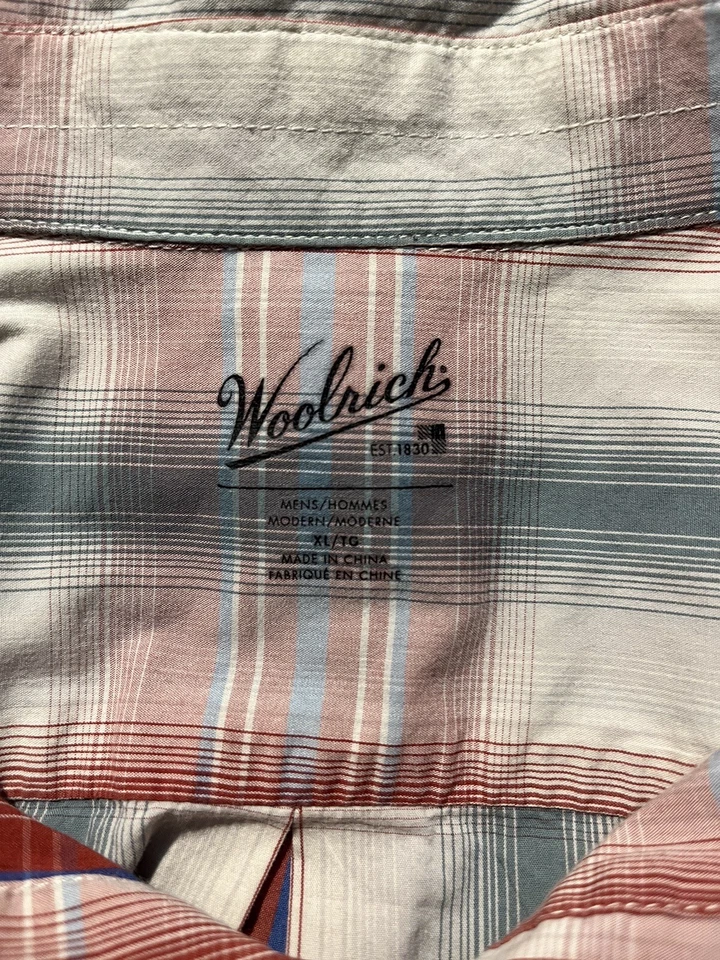 Woolrich
EST. 1830
MENS/HOMMES
MODERN/MODERNE
XL/TG
MADE IN CHINA
FABRIQUÉ EN CHINE